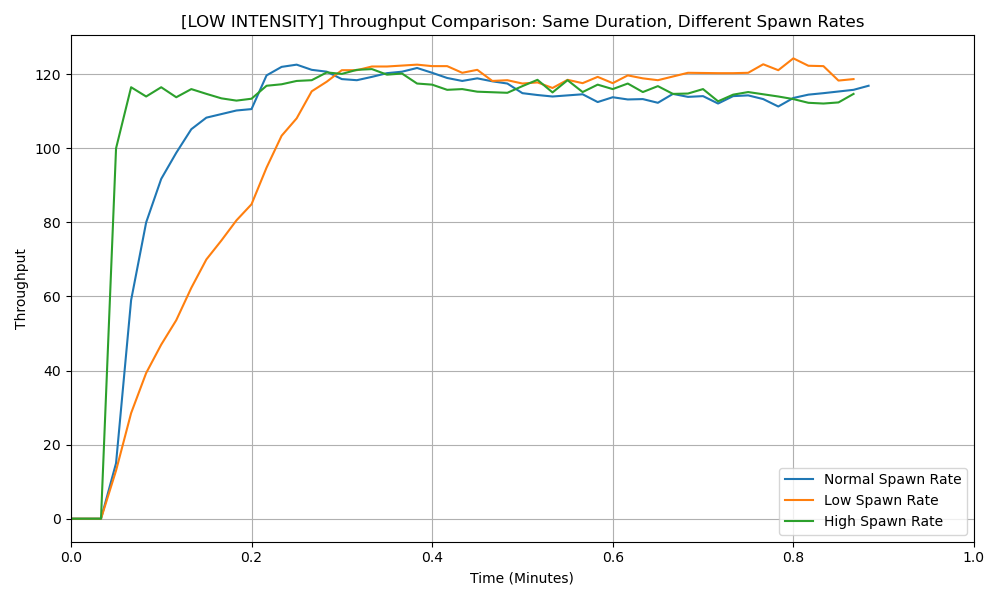 [LOW INTENSITY] Throughput Comparison: Same Duration, Different Spawn Rates
Throughput
120
100
80
60
40
20
0
0.0
0.2
0.4
0.6
0.8
1.0
Time (Minutes)
Normal Spawn Rate
Low Spawn Rate
High Spawn Rate